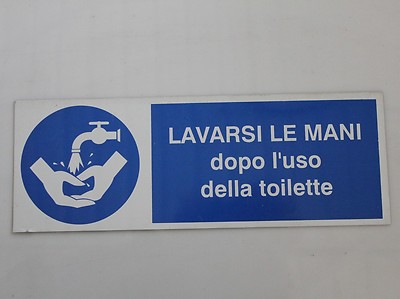 LAVARSI LE MANI
dopo l'uso
della toilette